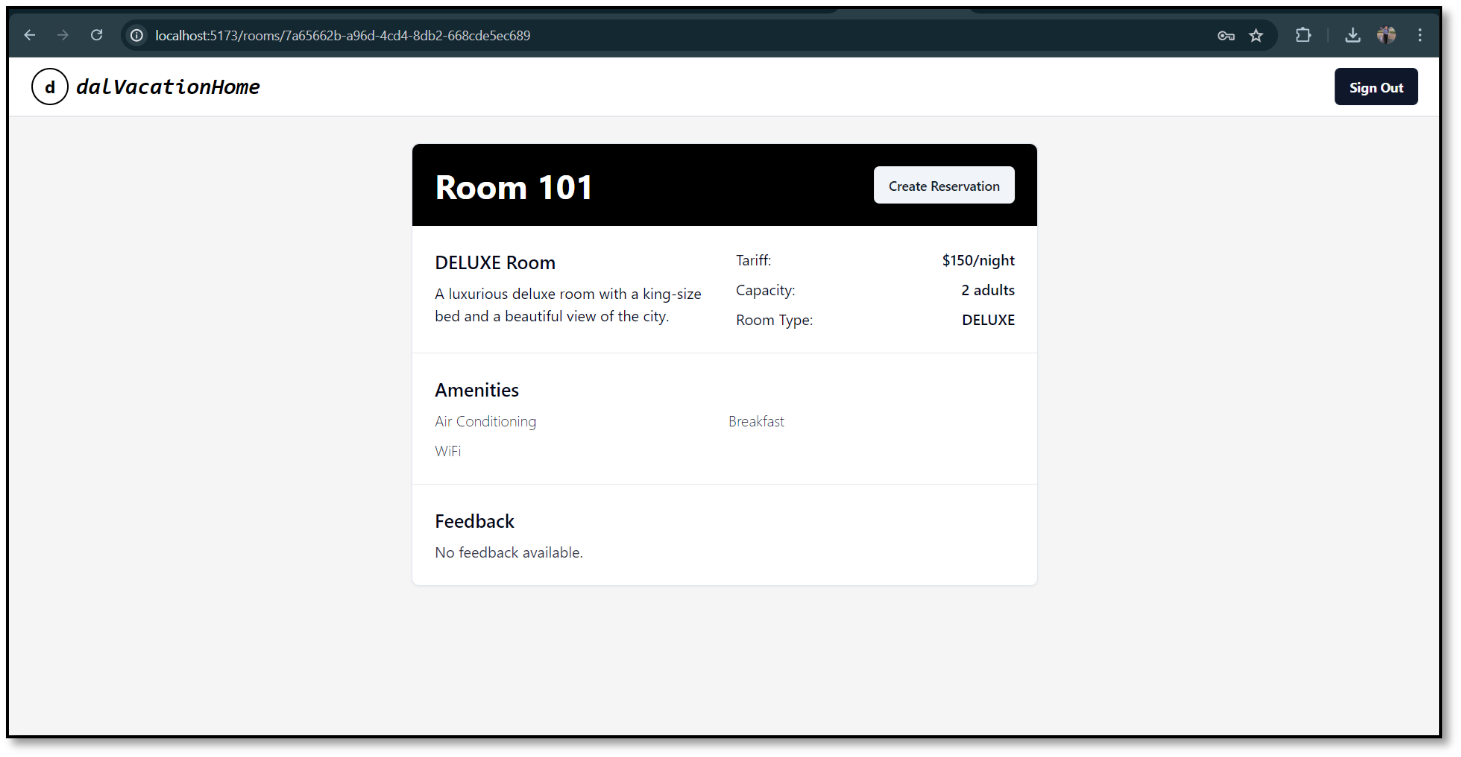 localhost:5173/rooms/7a65662b-a96d-4cd4-8db2-668cde5ec689
d dalVacationHome
Sign Out
Room 101
Create Reservation
DELUXE Room
A luxurious deluxe room with a king-size
bed and a beautiful view of the city.
Tariff: $150/night
Capacity: 2 adults
Room Type: DELUXE
Amenities
Air Conditioning Breakfast
WiFi
Feedback
No feedback available.